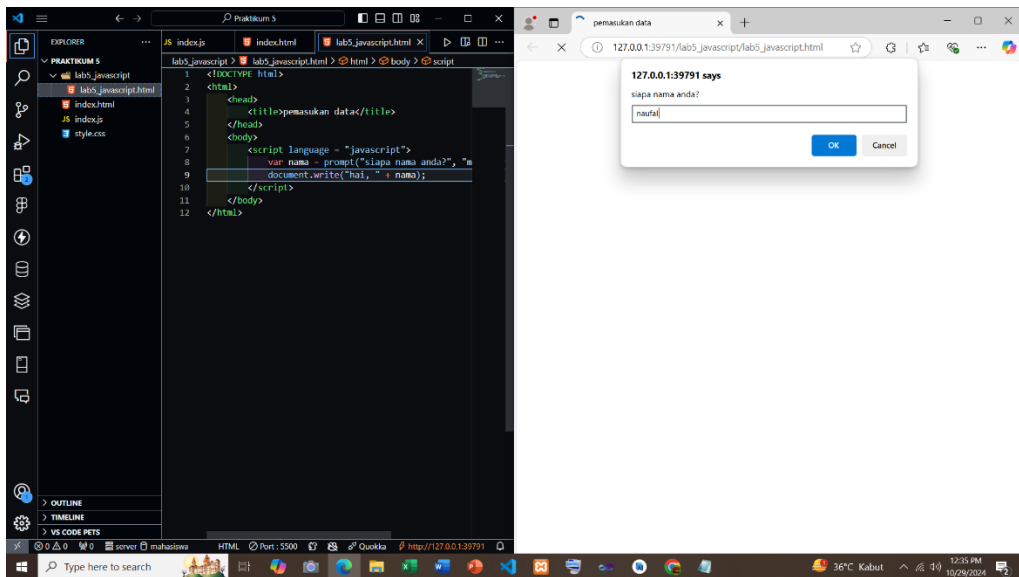 Praktikum 5
EXPLORER
PRAKTIKUM 5
lab5_javascript
lab5_javascript.html
index.html
JS index.js
style.css
OUTLINE
TIMELINE
VS CODE PETS
JS index.js
index.html
lab5_javascript.html
lab5_javascript > lab5_javascript.html > html > body > script
1 <!DOCTYPE html>
2 <html>
3 <head>
4 <title>pemasukan data</title>
5 </head>
6 <body>
7 <script language = "javascript">
8 var nama = prompt("siapa nama anda?", "m
9 document.write("hai, " + nama);
10 </script>
11 </body>
12 </html>
0 0 0 server mahasiswa HTML Port : 5500 Quokka http://127.0.0.1:39791
pemasukan data
127.0.0.1:39791/lab5_javascript/lab5_javascript.html
127.0.0.1:39791 says
siapa nama anda?
naufal
OK Cancel
Type here to search
36°C Kabut
12:35 PM
10/29/2024